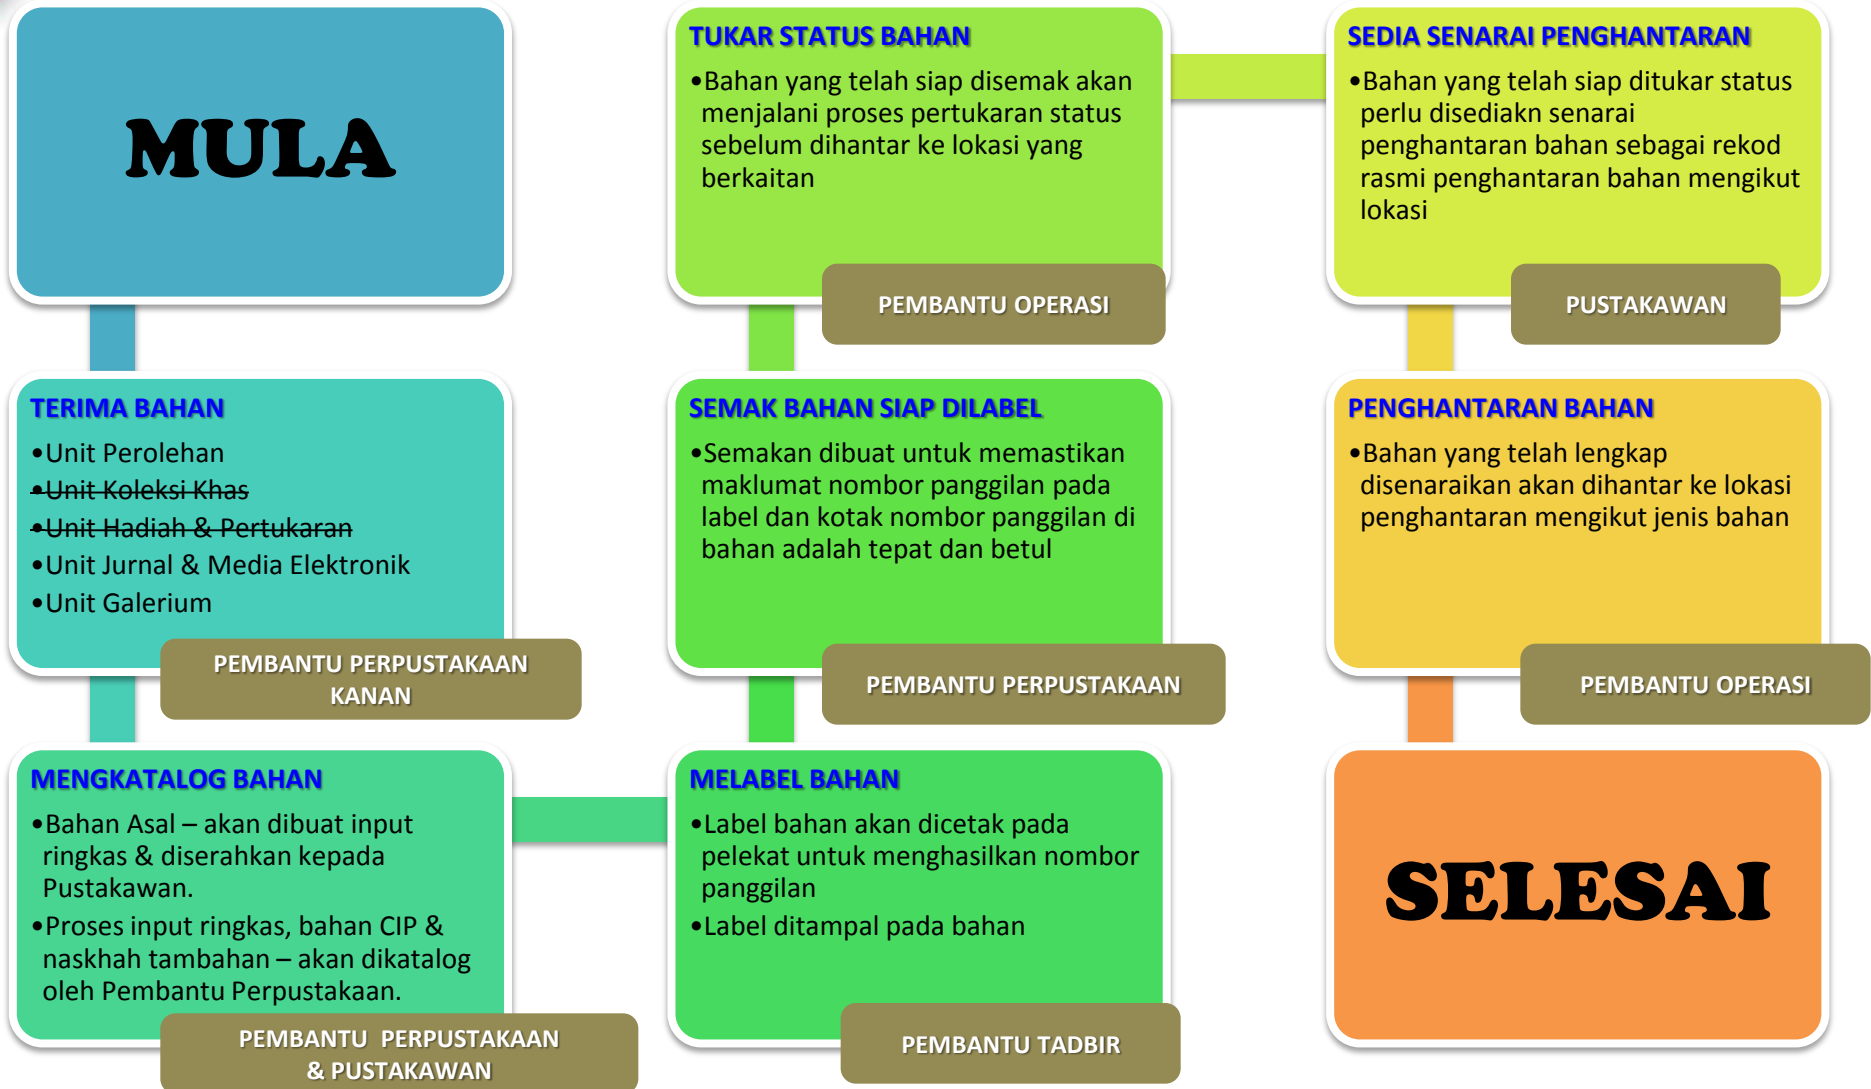 MULA
TERIMA BAHAN
•Unit Perolehan
•Unit Koleksi Khas
•Unit Hadiah & Pertukaran
•Unit Jurnal & Media Elektronik
•Unit Galerium
PEMBANTU PERPUSTAKAAN
KANAN
MENGKATALOG BAHAN
•Bahan Asal – akan dibuat input
ringkas & diserahkan kepada
Pustakawan.
•Proses input ringkas, bahan CIP &
naskhah tambahan – akan dikatalog
oleh Pembantu Perpustakaan.
PEMBANTU PERPUSTAKAAN
& PUSTAKAWAN
MELABEL BAHAN
•Label bahan akan dicetak pada
pelekat untuk menghasilkan nombor
panggilan
•Label ditampal pada bahan
PEMBANTU TADBIR
SEMAK BAHAN SIAP DILABEL
•Semakan dibuat untuk memastikan
maklumat nombor panggilan pada
label dan kotak nombor panggilan di
bahan adalah tepat dan betul
PEMBANTU PERPUSTAKAAN
TUKAR STATUS BAHAN
•Bahan yang telah siap disemak akan
menjalani proses pertukaran status
sebelum dihantar ke lokasi yang
berkaitan
PEMBANTU OPERASI
SEDIA SENARAI PENGHANTARAN
•Bahan yang telah siap ditukar status
perlu disediakn senarai
penghantaran bahan sebagai rekod
rasmi penghantaran bahan mengikut
lokasi
PUSTAKAWAN
PENGHANTARAN BAHAN
•Bahan yang telah lengkap
disenaraikan akan dihantar ke lokasi
penghantaran mengikut jenis bahan
PEMBANTU OPERASI
SELESAI